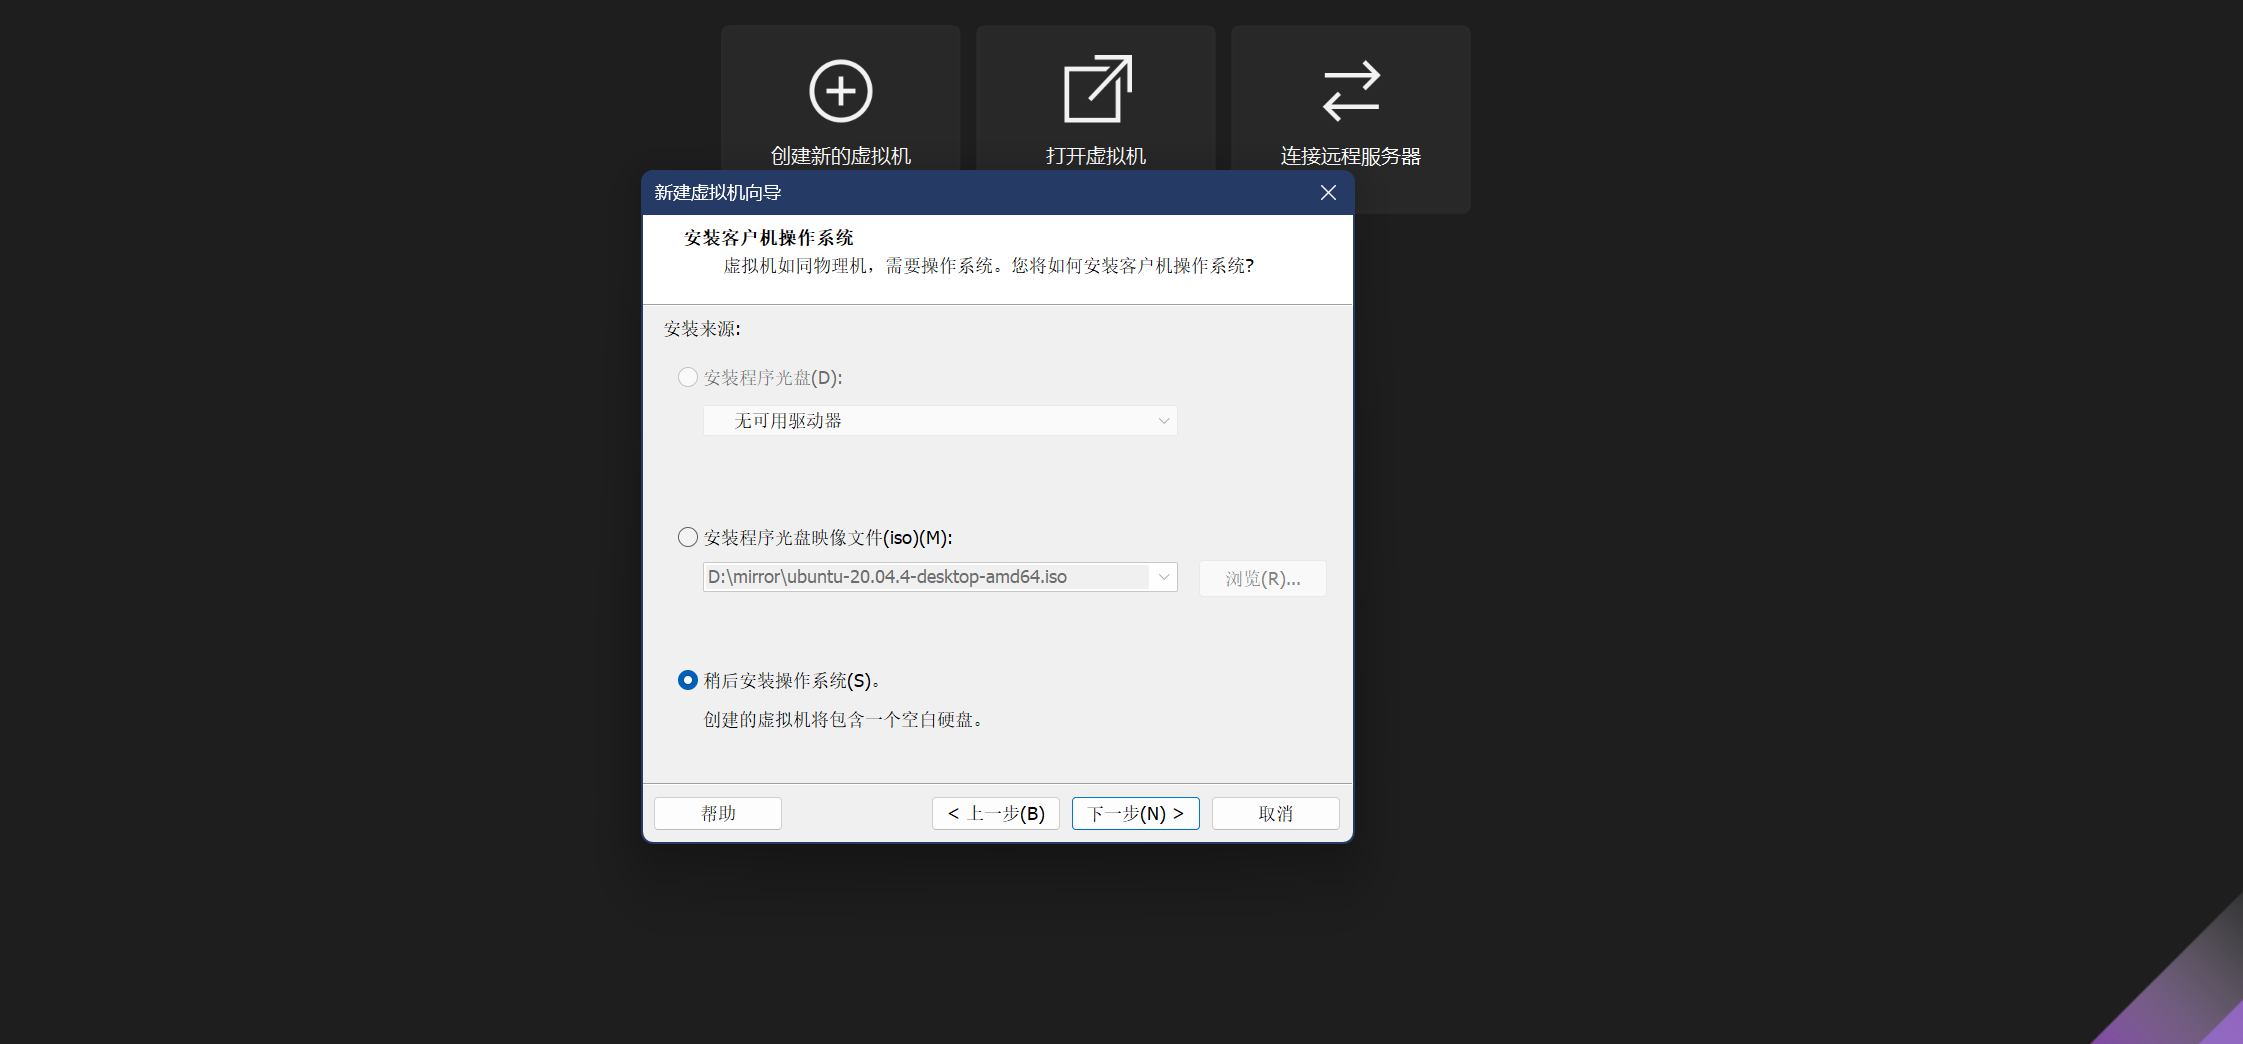 创建新的虚拟机
打开虚拟机
连接远程服务器
新建虚拟机向导
安装客户机操作系统
虚拟机如同物理机，需要操作系统。您将如何安装客户机操作系统?
安装来源:
安装程序光盘(D):
无可用驱动器
安装程序光盘映像文件(iso)(M):
D:\mirror\ubuntu-20.04.4-desktop-amd64.iso
浏览(R)...
稍后安装操作系统(S)。
创建的虚拟机将包含一个空白硬盘。
帮助
< 上一步(B)
下一步(N) >
取消